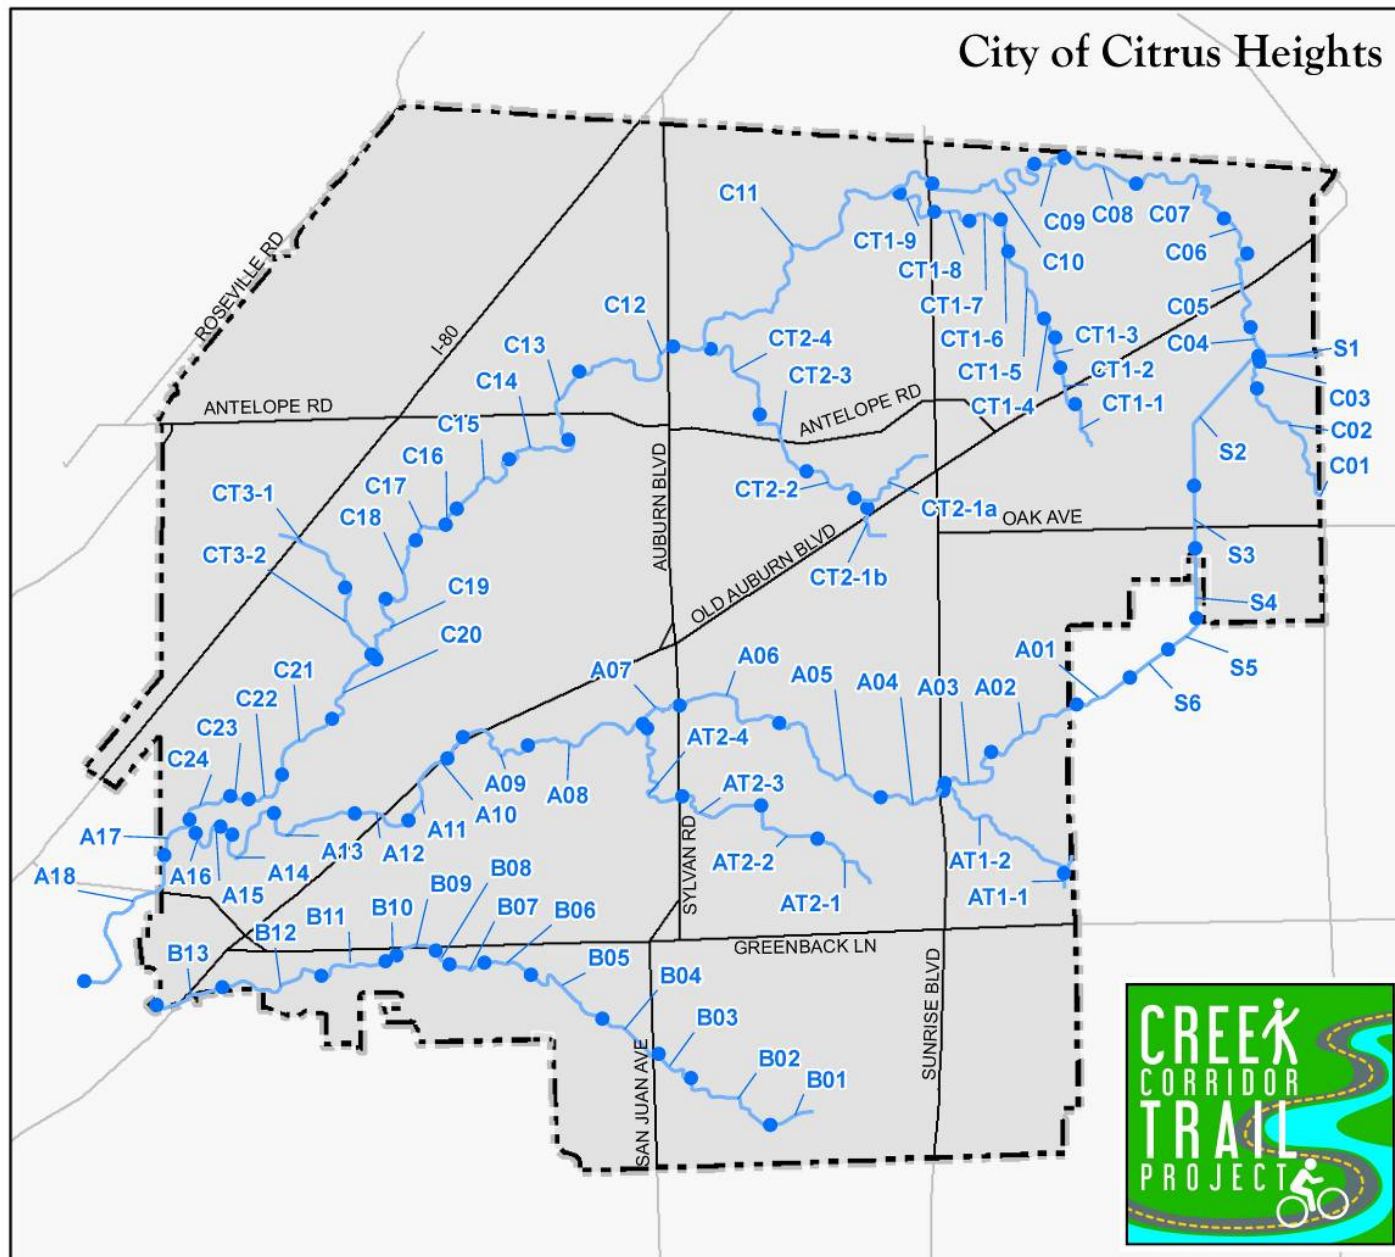 City of Citrus Heights
C11
C09
C08
C07
CT1-9
C06
C10
CT1-8
ROSEVILLE RD
CT1-7
C05
C12
I-80
CT2-4
CT1-6
CT1-3
C04
S1
C13
CT2-3
CT1-5
CT1-2
C14
CT1-4
CT1-1
C03
ANTELOPE RD
ANTELOPE RD
C15
C02
C16
S2
C01
CT3-1
C17
CT2-2
AUBURN BLVD
CT2-1a
C18
OAK AVE
CT3-2
OLD AUBURN BLVD
CT2-1b
S3
C19
S4
C20
A01
C21
A07
A06
A05
A04
A03
A02
S5
C22
S6
C23
AT2-4
C24
A09
A08
AT2-3
A10
A17
A11
A13
A12
A16
A14
AT2-2
AT1-2
A18
A15
B08
SYLVAN RD
AT2-1
AT1-1
B09
B10
B07
B06
B11
B12
GREENBACK LN
B13
B05
B04
B03
SUNRISE BLVD
B02
B01
SAN JUAN AVE
CREEK
CORRIDOR
TRAIL
PROJECT